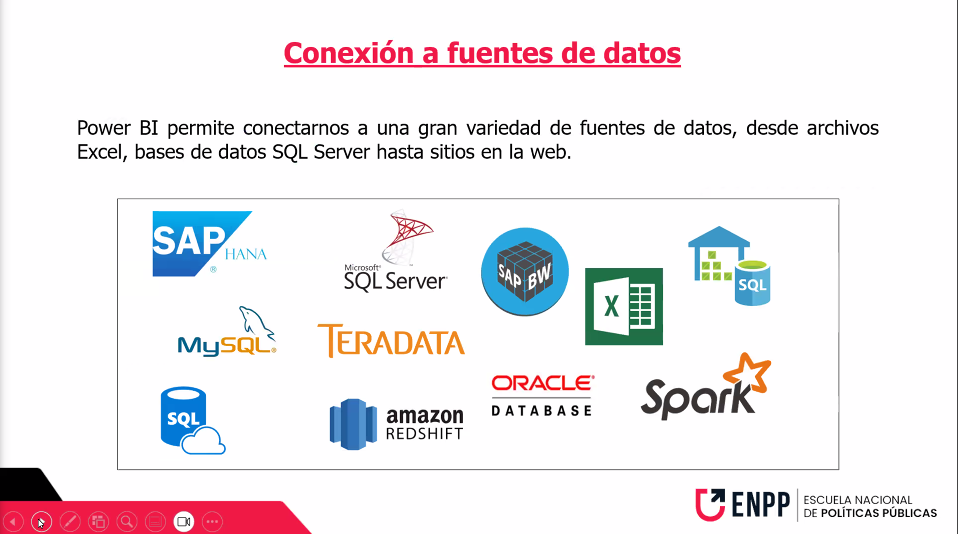 Conexión a fuentes de datos
Power BI permite conectarnos a una gran variedad de fuentes de datos, desde archivos
Excel, bases de datos SQL Server hasta sitios en la web.
SAP HANA
®
Microsoft®
SQL Server
SAP BW
X
SQL
MySQL®
TERADATA
ORACLE®
DATABASE
Spark
SQL
amazon
REDSHIFT
ENPP
ESCUELA NACIONAL
DE POLÍTICAS PÚBLICAS